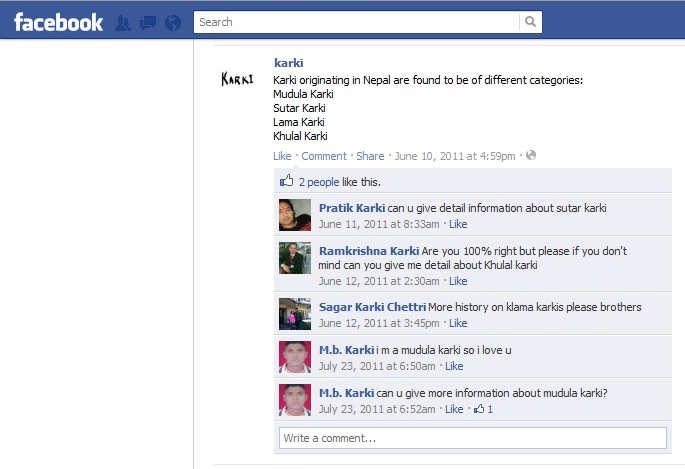 facebook
Search
KARKI
karki
Karki originating in Nepal are found to be of different categories:
Mudula Karki
Sutar Karki
Lama Karki
Khulal Karki
Like · Comment · Share · June 10, 2011 at 4:59pm ·
2 people like this.
Pratik Karki can u give detail information about sutar karki
June 11, 2011 at 8:33am · Like
Ramkrishna Karki Are you 100% right but please if you don't
mind can you give me detail about Khulal karki
June 12, 2011 at 2:30am · Like
Sagar Karki Chettri More history on klama karkis please brothers
June 12, 2011 at 3:45pm · Like
M.b. Karki i m a mudula karki so i love u
July 23, 2011 at 6:50am · Like
M.b. Karki can u give more information about mudula karki?
July 23, 2011 at 6:52am · Like · 1
Write a comment...